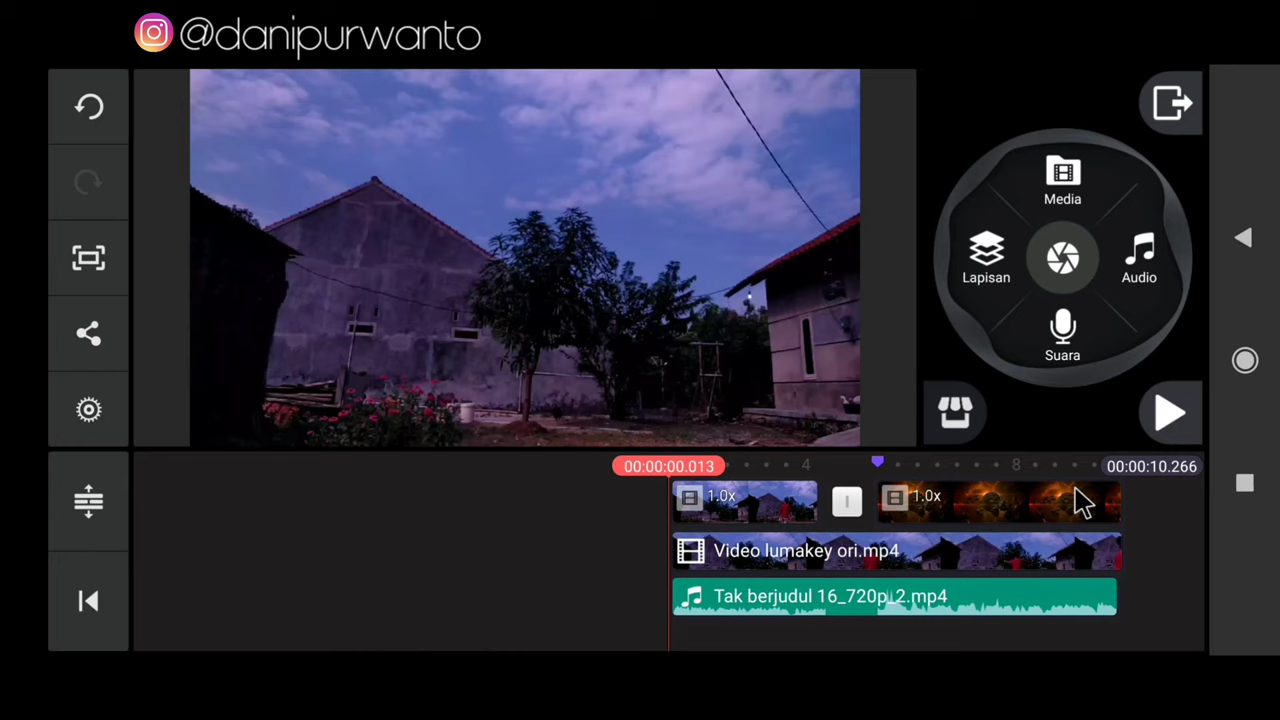 @danipurwanto
Media
Lapisan
Audio
Suara
00:00:00.013
4
8
00:00:10.266
1.0x
1.0x
Video lumakey ori.mp4
Tak berjudul 16_720p_2.mp4